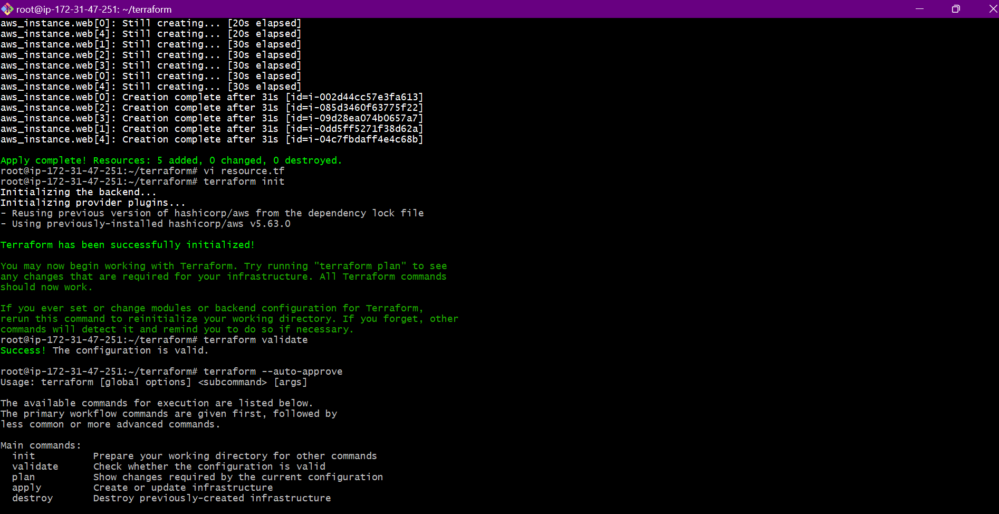 root@ip-172-31-47-251: ~/terraform
aws_instance.web[0]: Still creating... [20s elapsed]
aws_instance.web[4]: Still creating... [20s elapsed]
aws_instance.web[1]: Still creating... [30s elapsed]
aws_instance.web[2]: Still creating... [30s elapsed]
aws_instance.web[3]: Still creating... [30s elapsed]
aws_instance.web[0]: Still creating... [30s elapsed]
aws_instance.web[4]: Still creating... [30s elapsed]
aws_instance.web[0]: Creation complete after 31s [id=i-002d44cc57e3fa613]
aws_instance.web[2]: Creation complete after 31s [id=i-085d3460f63775f22]
aws_instance.web[3]: Creation complete after 31s [id=i-09d28ea074b0657a7]
aws_instance.web[1]: Creation complete after 31s [id=i-0dd5ff5271f38d62a]
aws_instance.web[4]: Creation complete after 31s [id=i-04c7fbdaff4e4c68b]
Apply complete! Resources: 5 added, 0 changed, 0 destroyed.
root@ip-172-31-47-251:~/terraform# vi resource.tf
root@ip-172-31-47-251:~/terraform# terraform init
Initializing the backend...
Initializing provider plugins...
- Reusing previous version of hashicorp/aws from the dependency lock file
- Using previously-installed hashicorp/aws v5.63.0
Terraform has been successfully initialized!
You may now begin working with Terraform. Try running "terraform plan" to see
any changes that are required for your infrastructure. All Terraform commands
should now work.
If you ever set or change modules or backend configuration for Terraform,
rerun this command to reinitialize your working directory. If you forget, other
commands will detect it and remind you to do so if necessary.
root@ip-172-31-47-251:~/terraform# terraform validate
Success! The configuration is valid.
root@ip-172-31-47-251:~/terraform# terraform --auto-approve
Usage: terraform [global options] <subcommand> [args]
The available commands for execution are listed below.
The primary workflow commands are given first, followed by
less common or more advanced commands.
Main commands:
  init          Prepare your working directory for other commands
  validate      Check whether the configuration is valid
  plan          Show changes required by the current configuration
  apply         Create or update infrastructure
  destroy       Destroy previously-created infrastructure